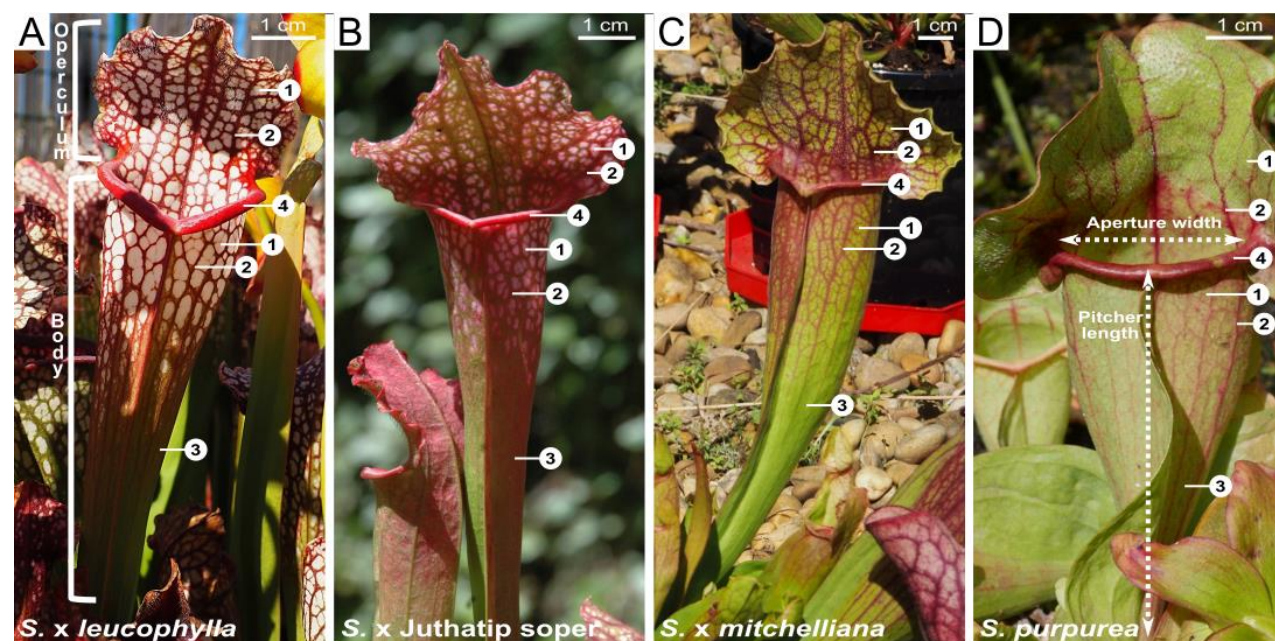 A
Operculum
Body
1 cm
1
2
4
1
2
3
S. x leucophylla
B
1 cm
1
2
4
1
2
3
S. x Juthatip soper
C
1 cm
1
2
4
1
2
3
S. x mitchelliana
D
1 cm
1
2
Aperture width
4
1
Pitcher
length
2
3
S. purpurea